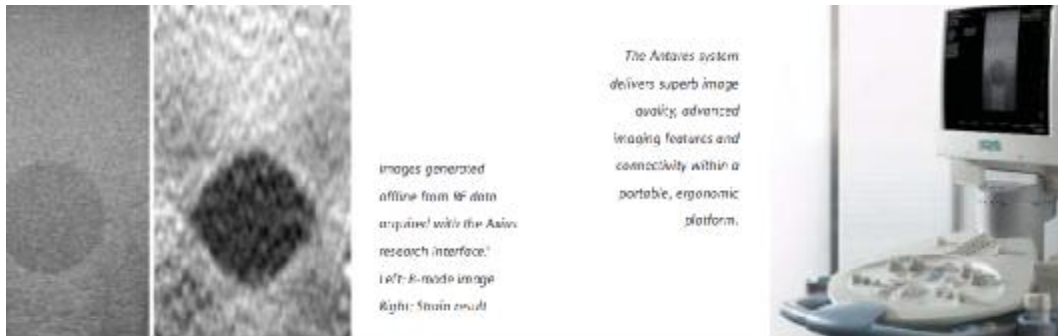 Images generated
offline from RF data
acquired with the Axius
research interface.¹
Left: B-mode image
Right: Strain result
The Antares system
delivers superb image
quality, advanced
imaging features and
connectivity within a
portable, ergonomic
platform.